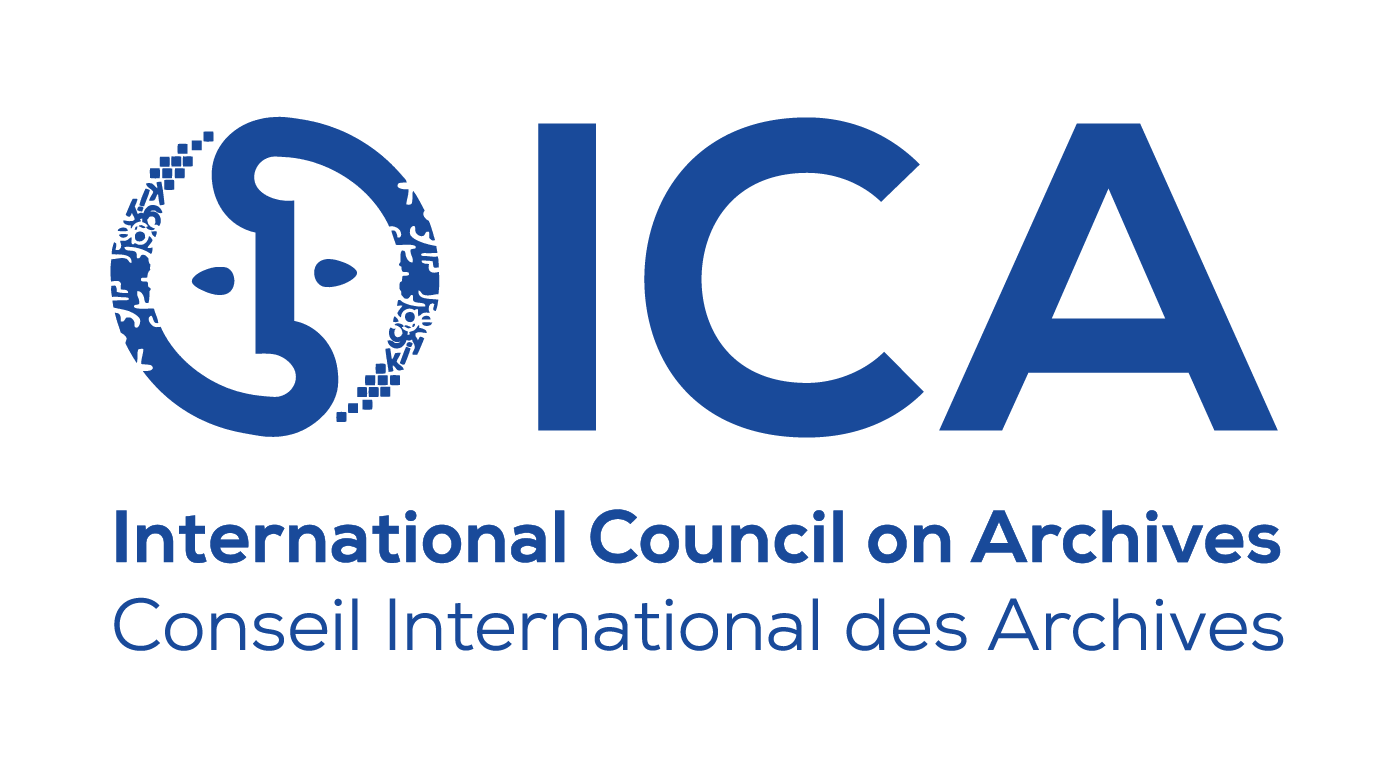 ICA
International Council on Archives
Conseil International des Archives